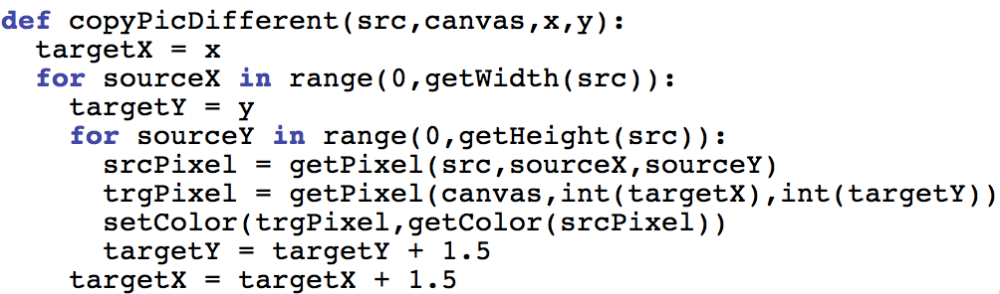 def copyPicDifferent(src,canvas,x,y):
  targetX = x
  for sourceX in range(0,getWidth(src)):
    targetY = y
    for sourceY in range(0,getHeight(src)):
      srcPixel = getPixel(src,sourceX,sourceY)
      trgPixel = getPixel(canvas,int(targetX),int(targetY))
      setColor(trgPixel,getColor(srcPixel))
      targetY = targetY + 1.5
    targetX = targetX + 1.5